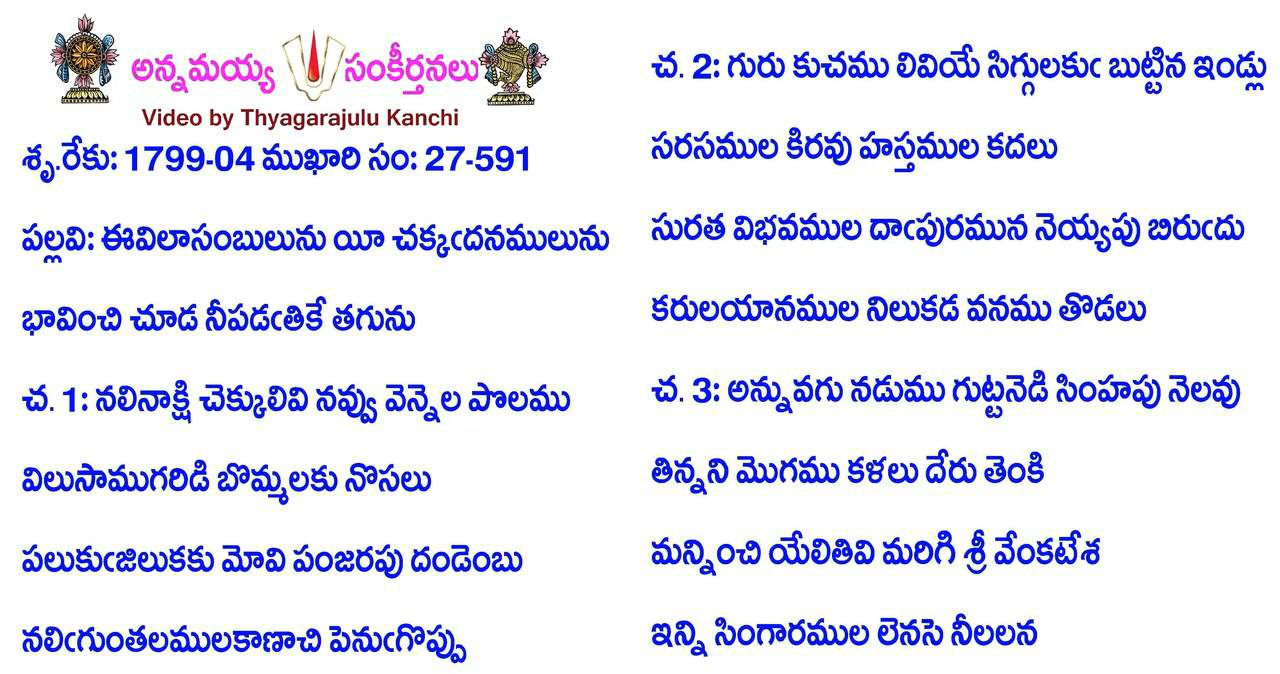 అన్నమయ్య సంకీర్తనలు
Video by Thyagarajulu Kanchi
శృ.రేకు: 1799-04 ముఖారి సం: 27-591
పల్లవి: ఈవిలాసంబులును యీ చక్కఁదనములును
భావించి చూడ నీపడఁతికే తగును
చ. 1: నలినాక్షి చెక్కులివి నవ్వు వెన్నెల పొలము
విలుసాముగరిడి బొమ్మలకు నొసలు
పలుకుఁజిలుకకు మోవి పంజరపు దండెంబు
నలిఁగుంతలములకాణాచి పెనుఁగొప్పు
చ. 2: గురు కుచము లివియే సిగ్గులకుఁ బుట్టిన ఇండ్లు
సరసముల కిరవు హస్తముల కదలు
సురత విభవముల దాఁపురమున నెయ్యపు బిరుఁదు
కరులయానముల నిలుకడ వనము తొడలు
చ. 3: అన్నువగు నడుము గుట్టనెడి సింహపు నెలవు
తిన్నని మొగము కళలు దేరు తెంకి
మన్నించి యేలితివి మరిగి శ్రీ వేంకటేశ
ఇన్ని సింగారముల లెనసె నీలలన